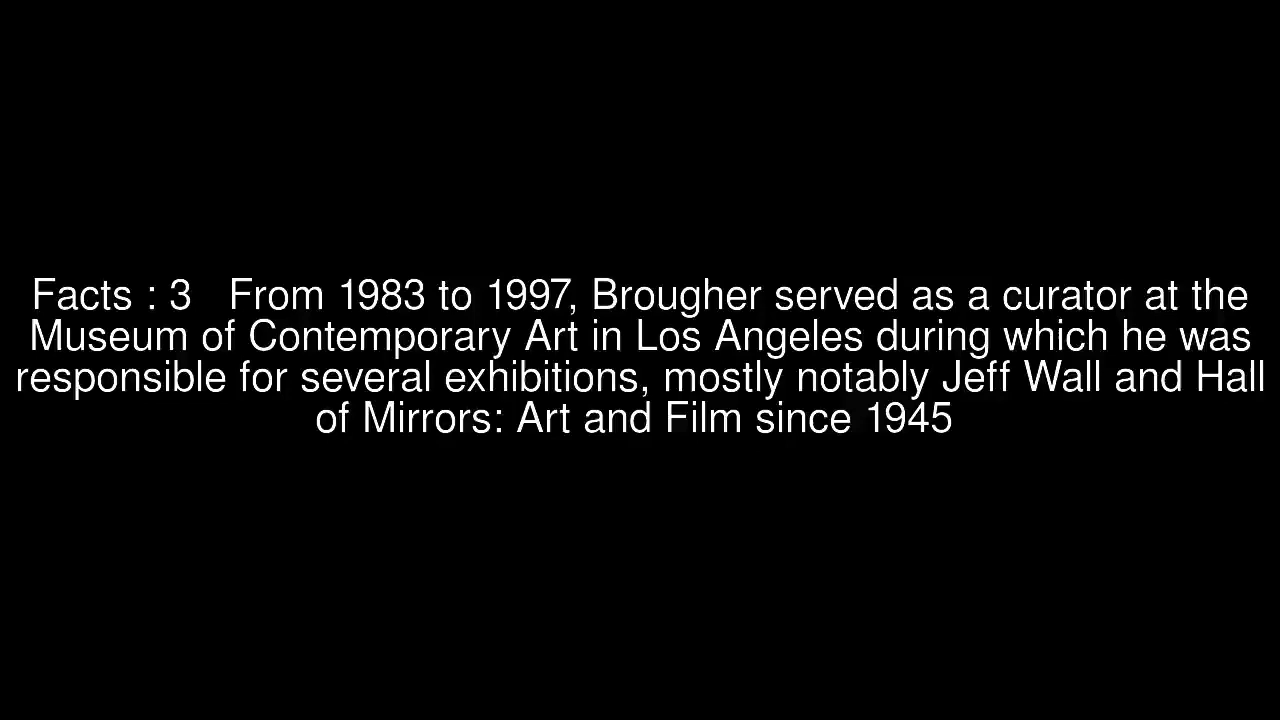 Facts : 3   From 1983 to 1997, Brougher served as a curator at the
Museum of Contemporary Art in Los Angeles during which he was
responsible for several exhibitions, mostly notably Jeff Wall and Hall
of Mirrors: Art and Film since 1945